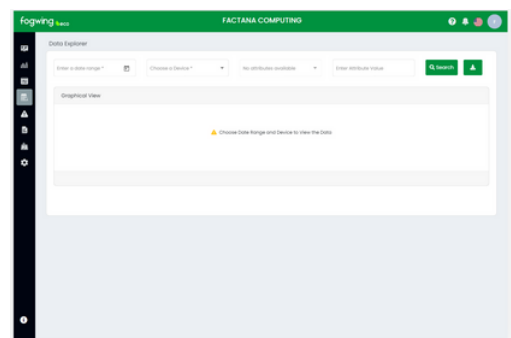 fogwing eco
FACTANA COMPUTING
Data Explorer
Enter a date range *
Choose a Device *
No attributes available
Enter Attribute Value
Search
Graphical View
Choose Date Range and Device to View the Data